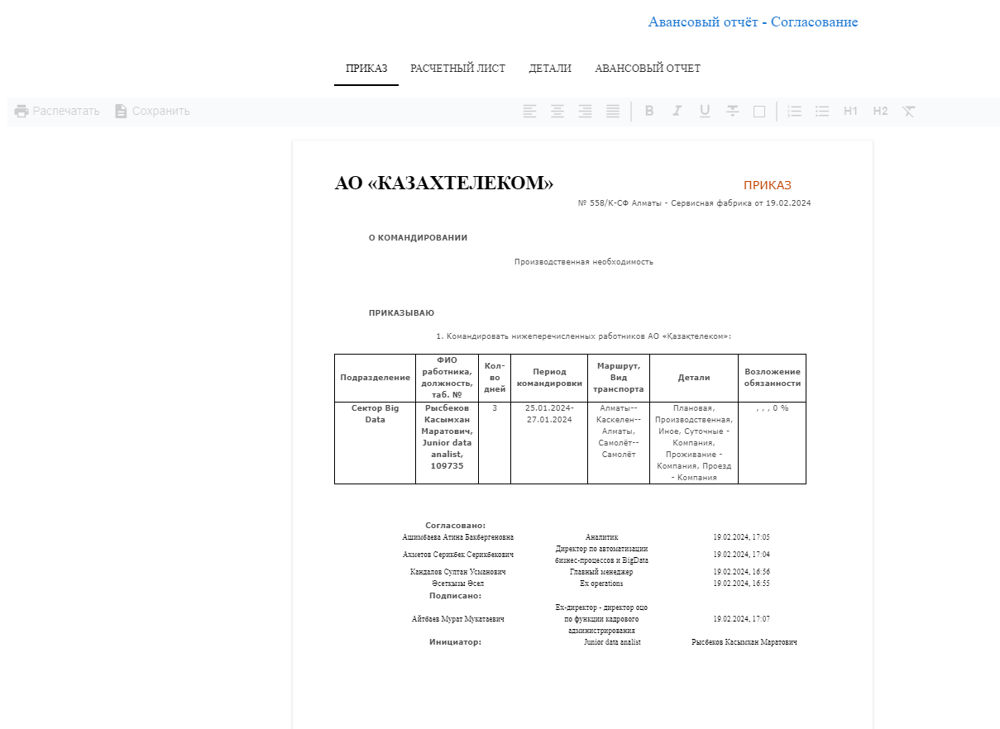 Авансовый отчёт - Согласование
ПРИКАЗ РАСЧЕТНЫЙ ЛИСТ ДЕТАЛИ АВАНСОВЫЙ ОТЧЕТ
Распечатать Сохранить B I U H1 H2
АО «КАЗАХТЕЛЕКОМ»
ПРИКАЗ
№ 558/К-СФ Алматы - Сервисная фабрика от 19.02.2024
О КОМАНДИРОВАНИИ
Производственная необходимость
ПРИКАЗЫВАЮ
1. Командировать нижеперечисленных работников АО «Қазақтелеком»:
Подразделение
ФИО
работника,
должность,
таб. №
Кол-
во
дней
Период
командировки
Маршрут,
Вид
транспорта
Детали
Возложение
обязанности
Сектор Big
Data
Рысбеков
Касымхан
Маратович,
Junior data
analist,
109735
3
25.01.2024-
27.01.2024
Алматы--
Каскелен--
Алматы,
Самолёт--
Самолёт
Плановая,
Производственная,
Иное, Суточные -
Компания,
Проживание -
Компания, Проезд
- Компания
, , , 0 %
Согласовано:
Ашимбаева Атина Бакбергеновна Аналитик 19.02.2024, 17:05
Ахметов Серикбек Серикбекович Директор по автоматизации
бизнес-процессов и BigData 19.02.2024, 17:04
Кандалов Султан Усманович Главный менеджер 19.02.2024, 16:56
Әсетқызы Әсел Ex operations 19.02.2024, 16:55
Подписано:
Айтбаев Мурат Мукатаевич Ех-директор - директор оцо
по функции кадрового
администрирования 19.02.2024, 17:07
Инициатор: Junior data analist Рысбеков Касымхан Маратович